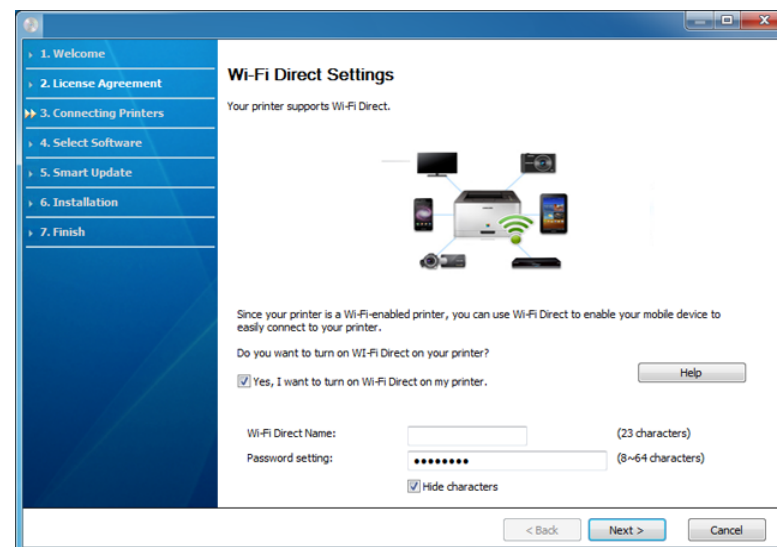 1. Welcome
2. License Agreement
3. Connecting Printers
4. Select Software
5. Smart Update
6. Installation
7. Finish
Wi-Fi Direct Settings
Your printer supports Wi-Fi Direct.
Since your printer is a Wi-Fi-enabled printer, you can use Wi-Fi Direct to enable your mobile device to
easily connect to your printer.
Do you want to turn on WI-Fi Direct on your printer?
Yes, I want to turn on Wi-Fi Direct on my printer.
Help
Wi-Fi Direct Name: (23 characters)
Password setting: ●●●●●●●● (8~64 characters)
Hide characters
< Back Next > Cancel